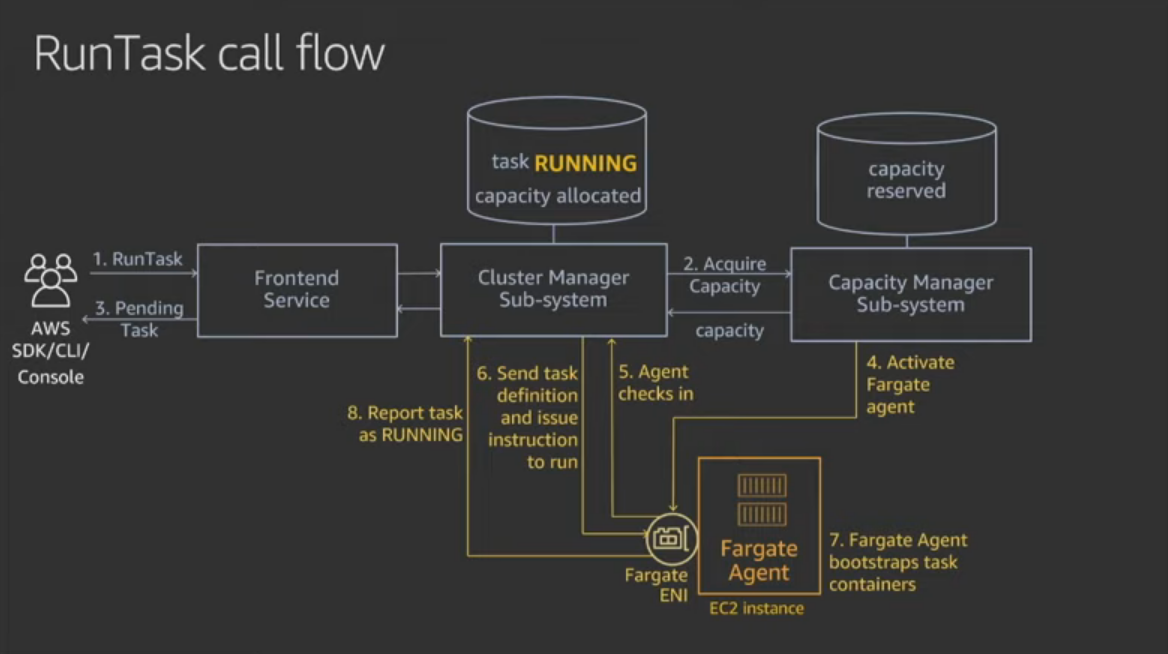 RunTask call flow
task RUNNING
capacity allocated
capacity
reserved
1. RunTask
3. Pending
Task
AWS
SDK/CLI/
Console
Frontend
Service
Cluster Manager
Sub-system
2. Acquire
Capacity
capacity
Capacity Manager
Sub-system
4. Activate
Fargate
agent
5. Agent
checks in
6. Send task
definition
and issue
instruction
to run
8. Report task
as RUNNING
Fargate
ENI
Fargate
Agent
EC2 instance
7. Fargate Agent
bootstraps task
containers